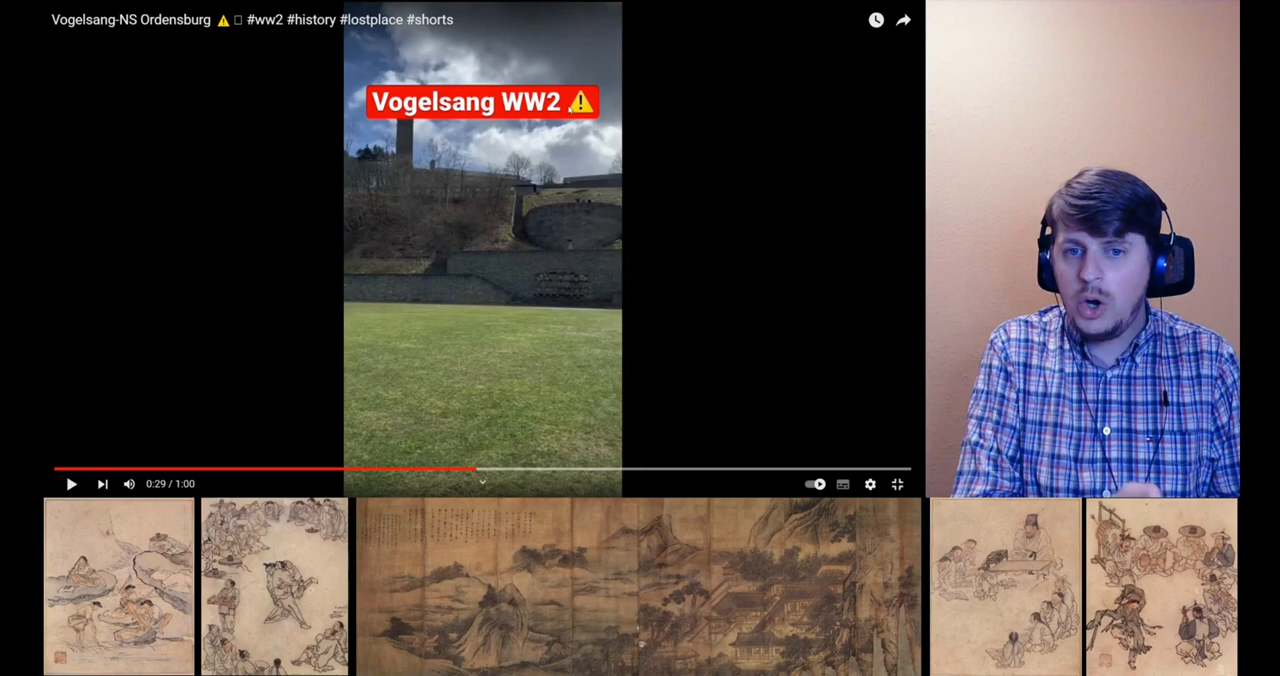 Vogelsang-NS Ordensburg ⚠️ #ww2 #history #lostplace #shorts
Vogelsang WW2 ⚠️
0:29 / 1:00